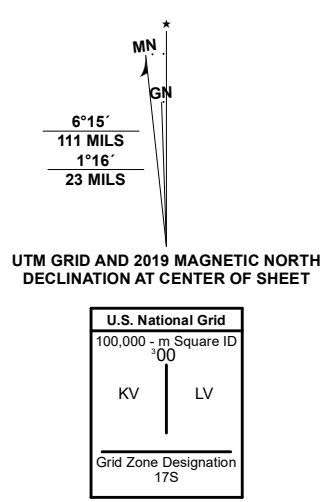 MN
GN
6°15´
111 MILS
1°16´
23 MILS
UTM GRID AND 2019 MAGNETIC NORTH
DECLINATION AT CENTER OF SHEET
U.S. National Grid
100,000 - m Square ID
³00
KV LV
Grid Zone Designation
17S